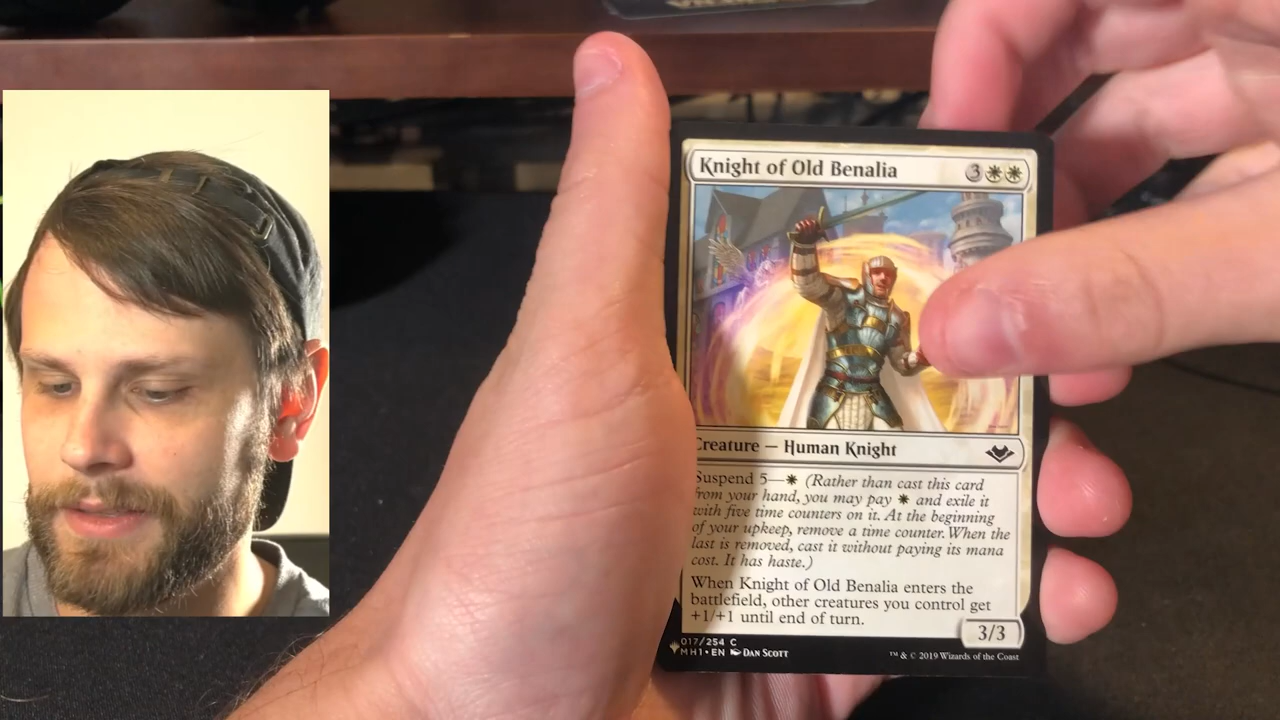 Knight of Old Benalia 3
Creature — Human Knight
Suspend 5— (Rather than cast this card
from your hand, you may pay and exile it
with five time counters on it. At the beginning
of your upkeep, remove a time counter. When the
last is removed, cast it without paying its mana
cost. It has haste.)
When Knight of Old Benalia enters the
battlefield, other creatures you control get
+1/+1 until end of turn.
3/3
017/254 C
MH1 • EN Dan Scott
™ & © 2019 Wizards of the Coast